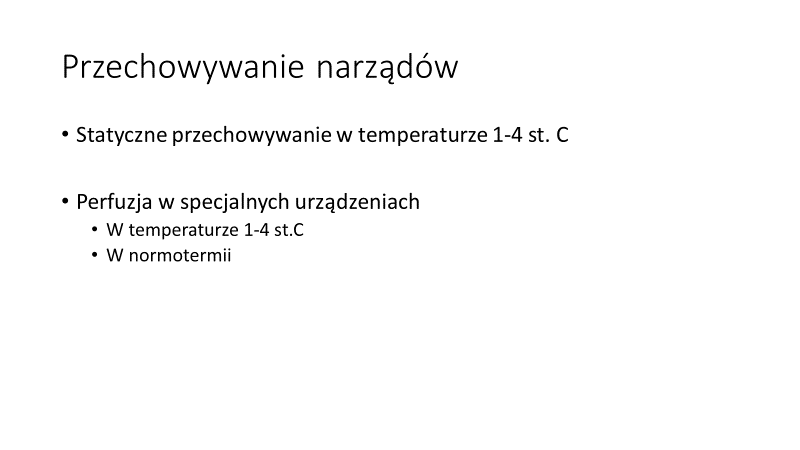 Przechowywanie narządów
• Statyczne przechowywanie w temperaturze 1-4 st. C
• Perfuzja w specjalnych urządzeniach
• W temperaturze 1-4 st.C
• W normotermii